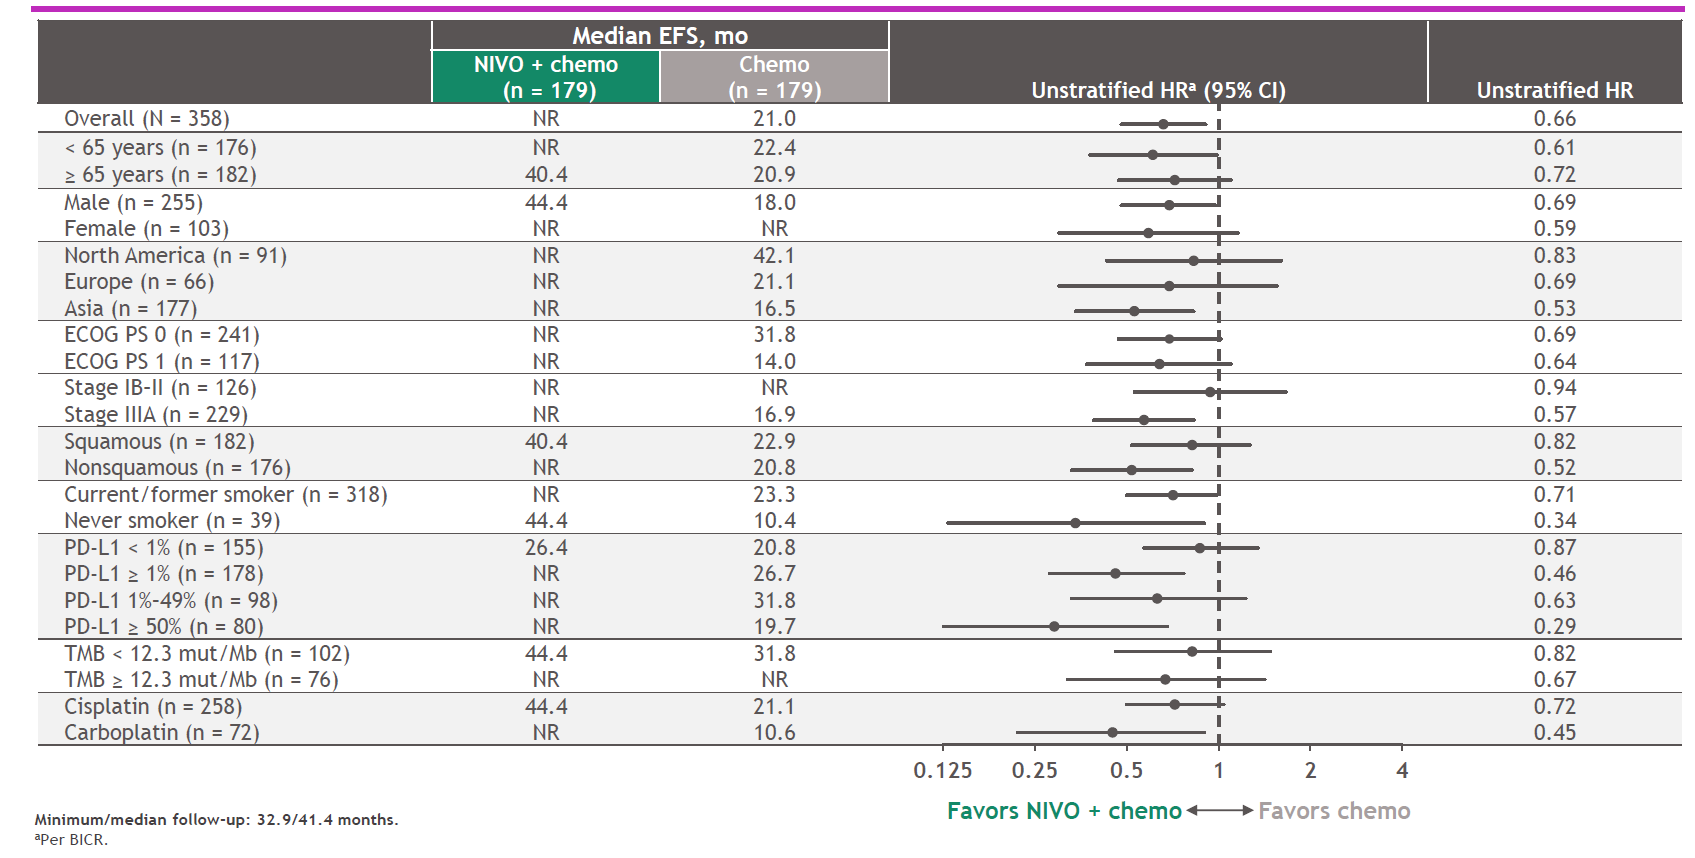 Median EFS, mo
NIVO + chemo (n = 179) Chemo (n = 179) Unstratified HRᵃ (95% CI) Unstratified HR
Overall (N = 358) NR 21.0 0.66
< 65 years (n = 176) NR 22.4 0.61
≥ 65 years (n = 182) 40.4 20.9 0.72
Male (n = 255) 44.4 18.0 0.69
Female (n = 103) NR NR 0.59
North America (n = 91) NR 42.1 0.83
Europe (n = 66) NR 21.1 0.69
Asia (n = 177) NR 16.5 0.53
ECOG PS 0 (n = 241) NR 31.8 0.69
ECOG PS 1 (n = 117) NR 14.0 0.64
Stage IB-II (n = 126) NR NR 0.94
Stage IIIA (n = 229) NR 16.9 0.57
Squamous (n = 182) 40.4 22.9 0.82
Nonsquamous (n = 176) NR 20.8 0.52
Current/former smoker (n = 318) NR 23.3 0.71
Never smoker (n = 39) 44.4 10.4 0.34
PD-L1 < 1% (n = 155) 26.4 20.8 0.87
PD-L1 ≥ 1% (n = 178) NR 26.7 0.46
PD-L1 1%-49% (n = 98) NR 31.8 0.63
PD-L1 ≥ 50% (n = 80) NR 19.7 0.29
TMB < 12.3 mut/Mb (n = 102) 44.4 31.8 0.82
TMB ≥ 12.3 mut/Mb (n = 76) NR NR 0.67
Cisplatin (n = 258) 44.4 21.1 0.72
Carboplatin (n = 72) NR 10.6 0.45
0.125 0.25 0.5 1 2 4
Favors NIVO + chemo Favors chemo
Minimum/median follow-up: 32.9/41.4 months.
ᵃPer BICR.